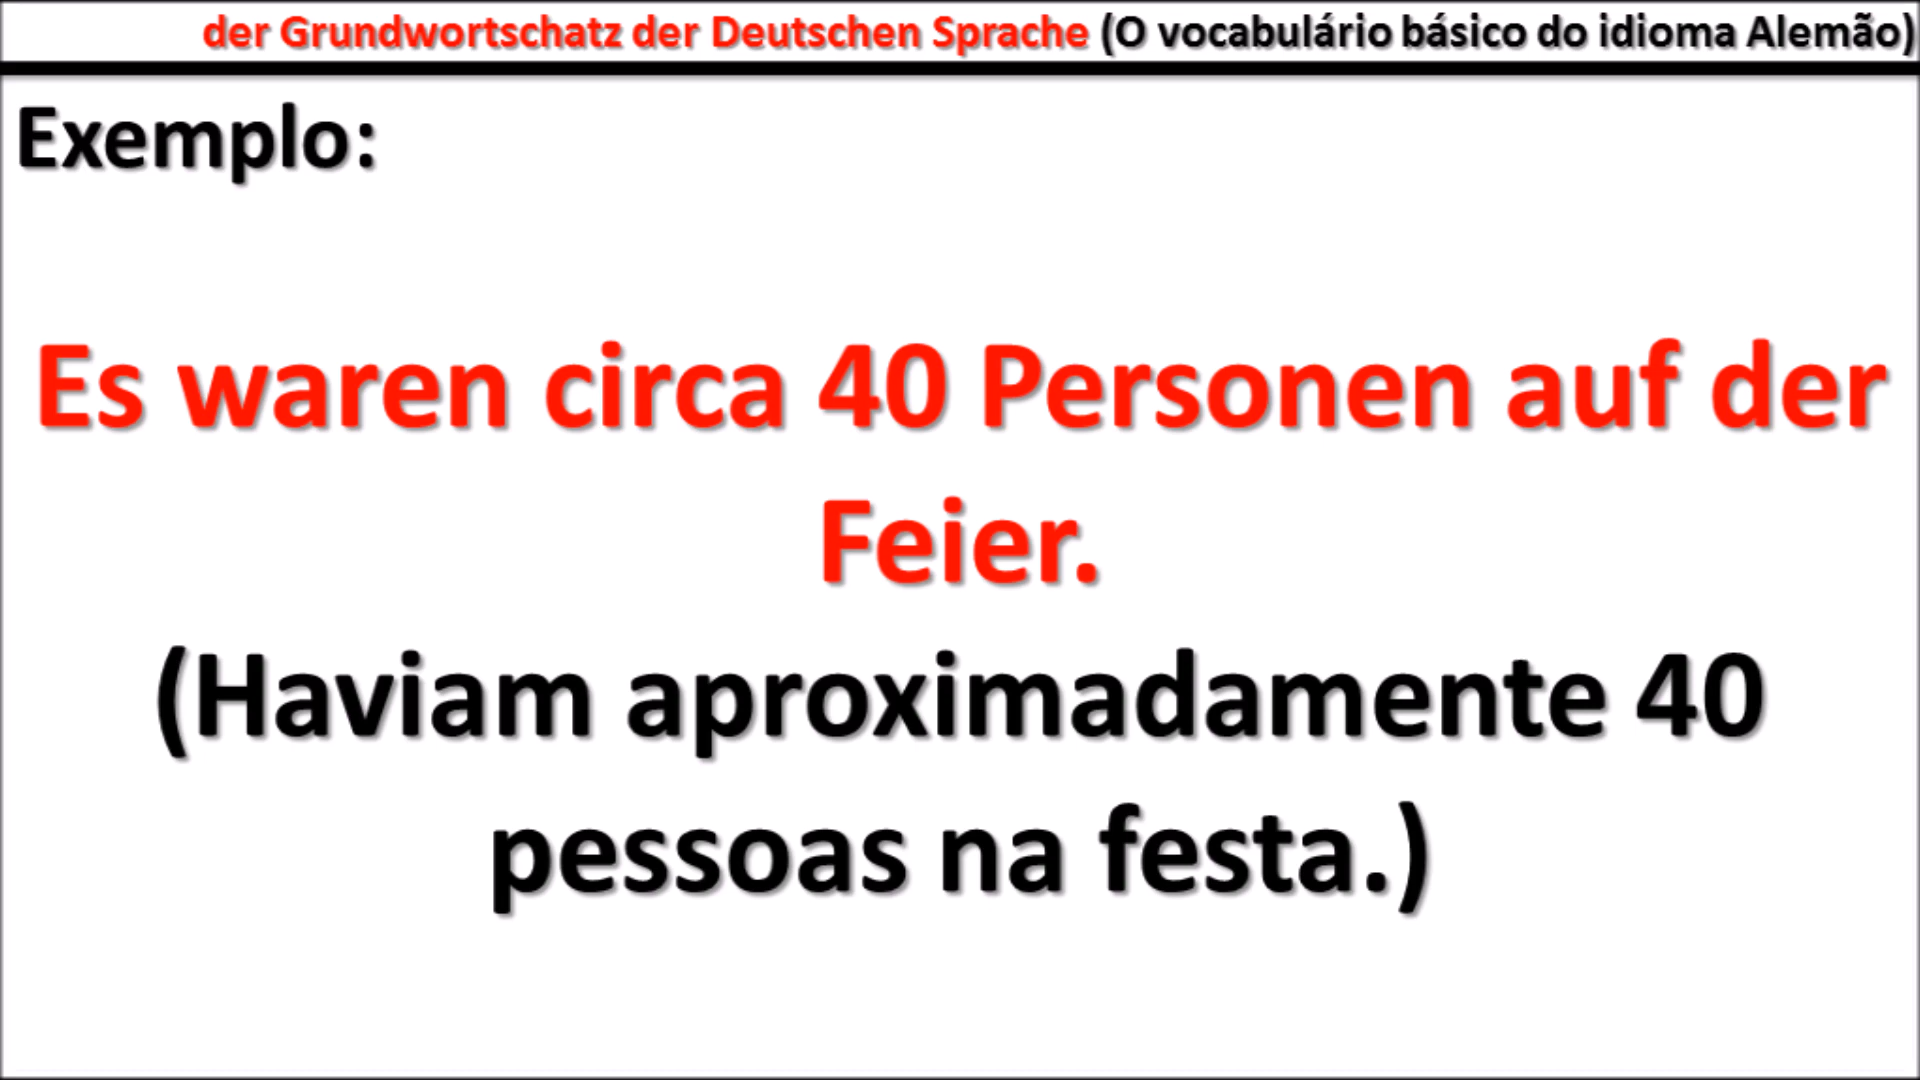 der Grundwortschatz der Deutschen Sprache (O vocabulário básico do idioma Alemão)
Exemplo:
Es waren circa 40 Personen auf der
Feier.
(Haviam aproximadamente 40
pessoas na festa.)